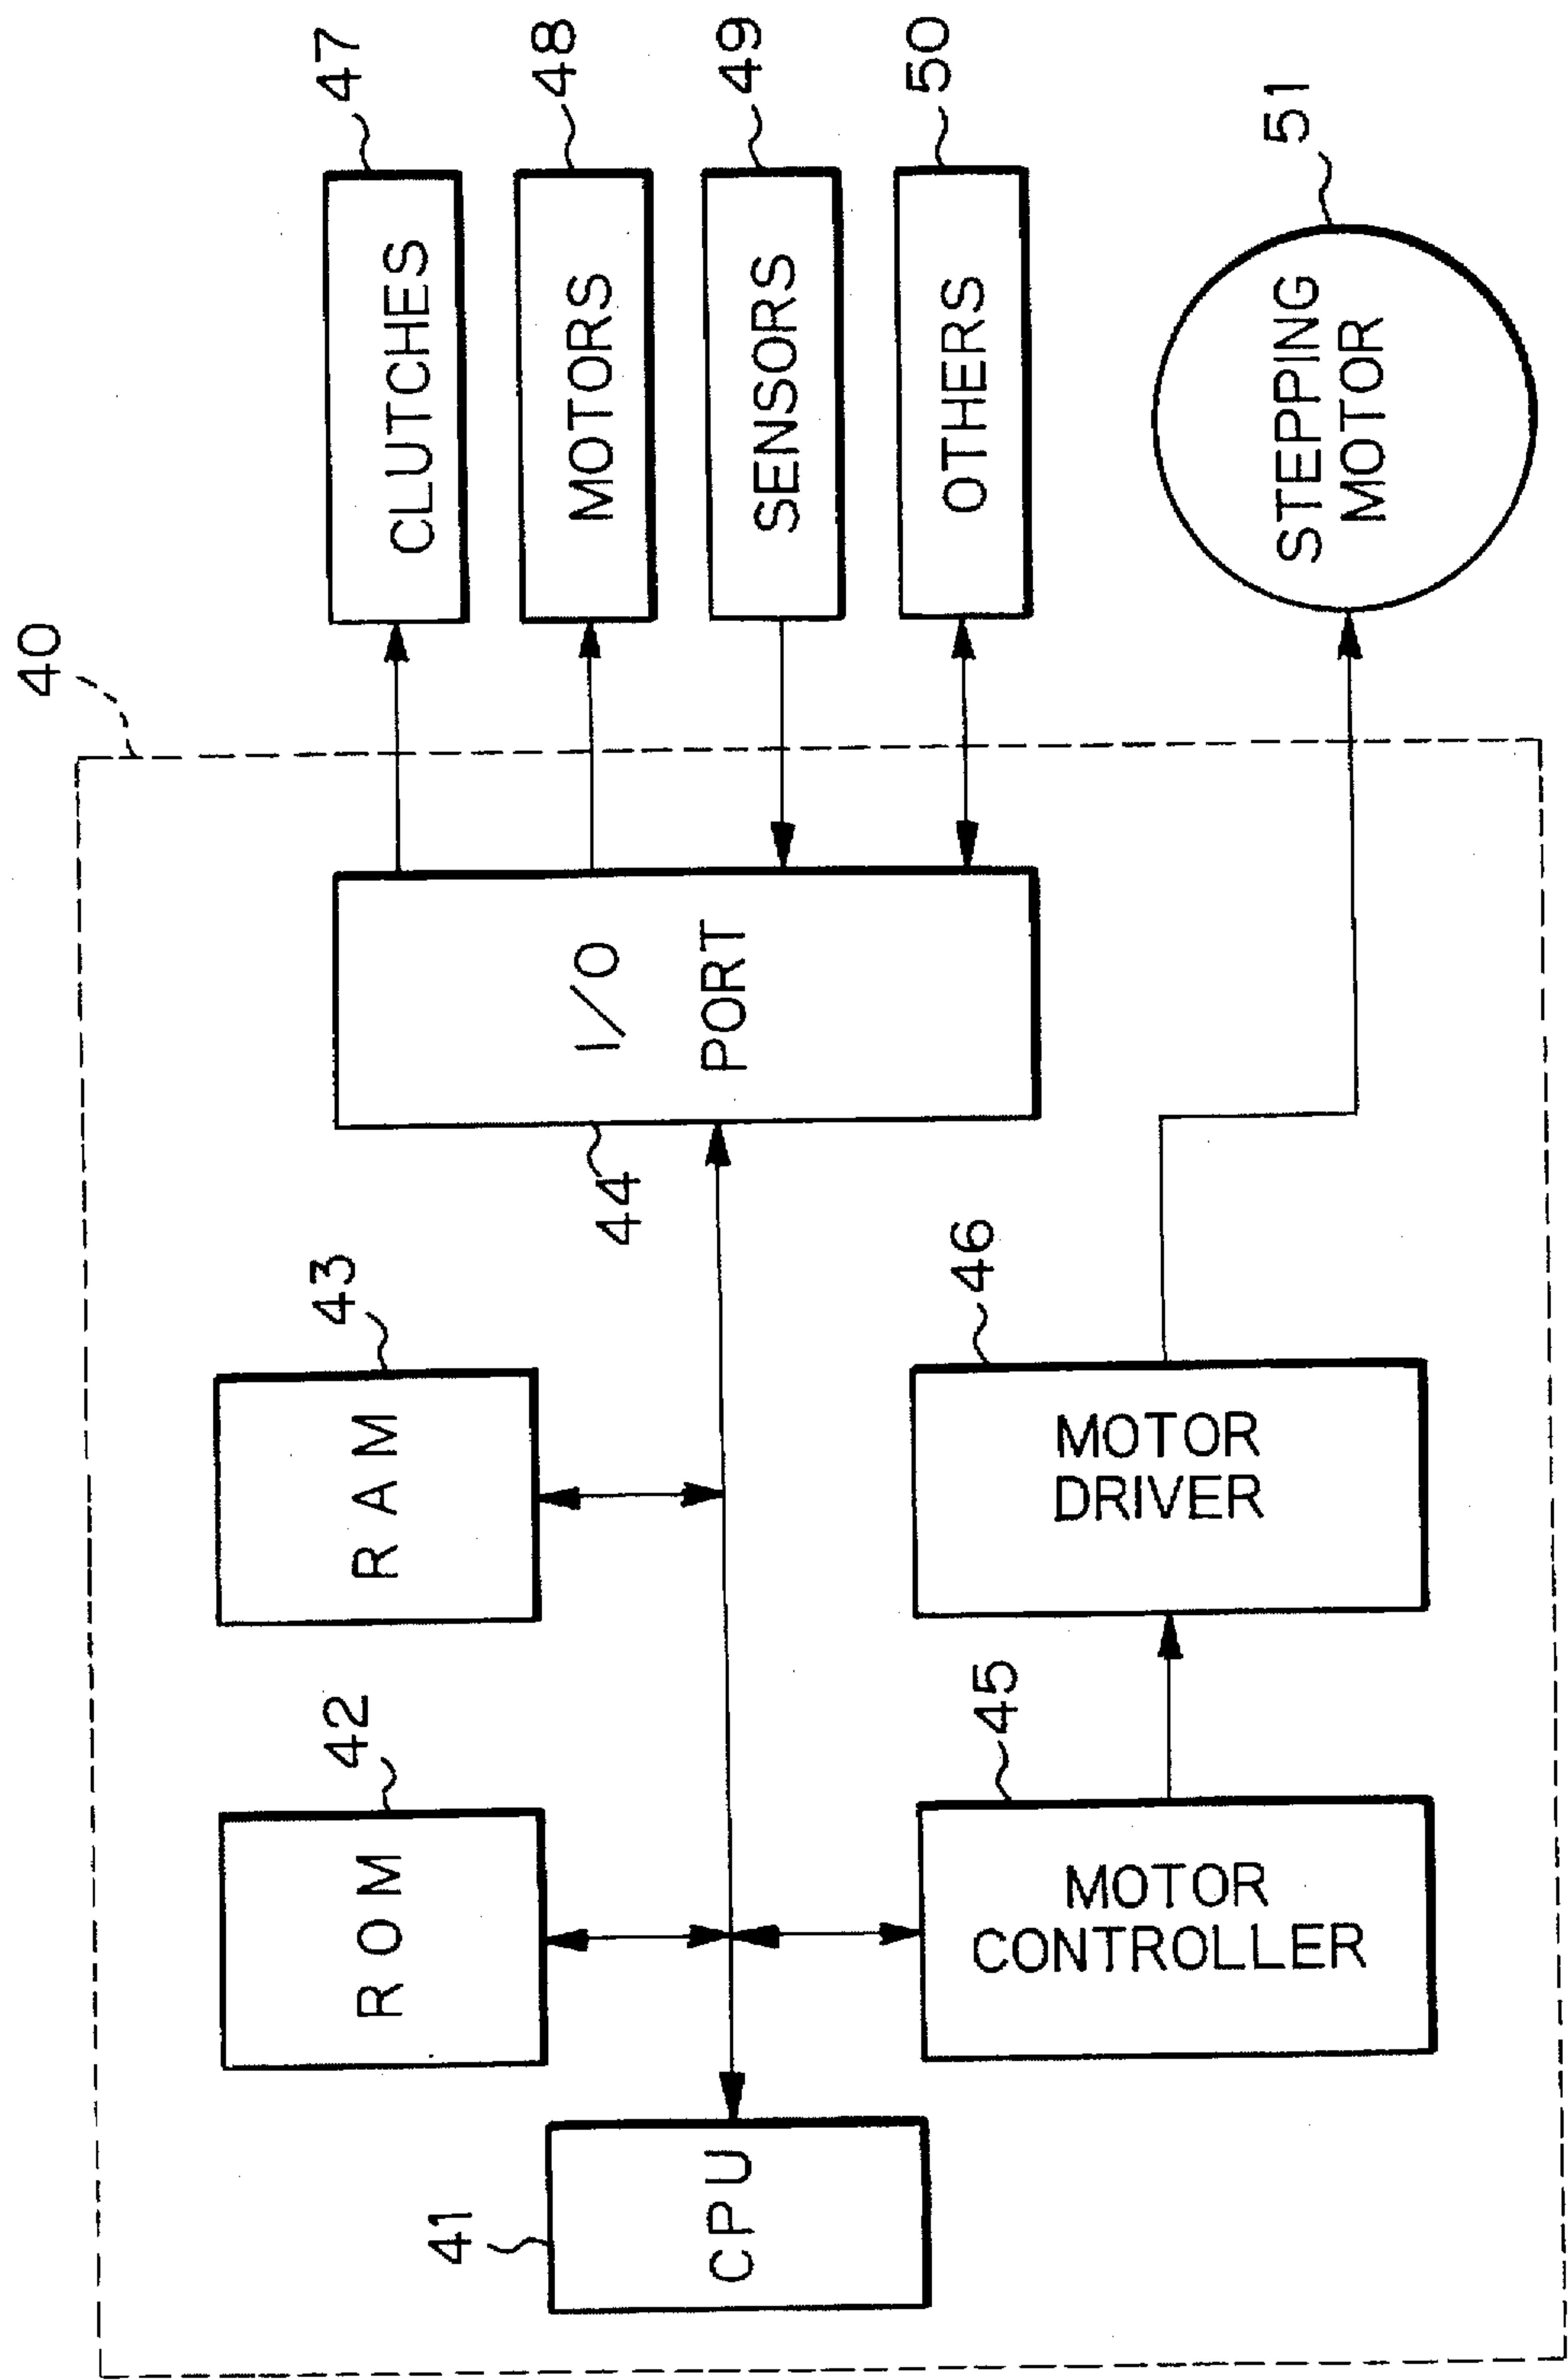 40
41
CPU
42
ROM
43
RAM
44
I/O
PORT
45
MOTOR
CONTROLLER
46
MOTOR
DRIVER
47
CLUTCHES
48
MOTORS
49
SENSORS
50
OTHERS
51
STEPPING
MOTOR